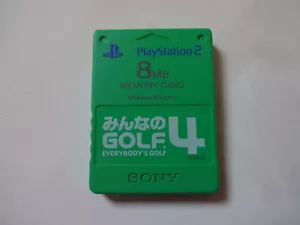 PlayStation 2
8MB
MEMORY CARD
みんなの
GOLF 4
EVERYBODY'S GOLF
SONY